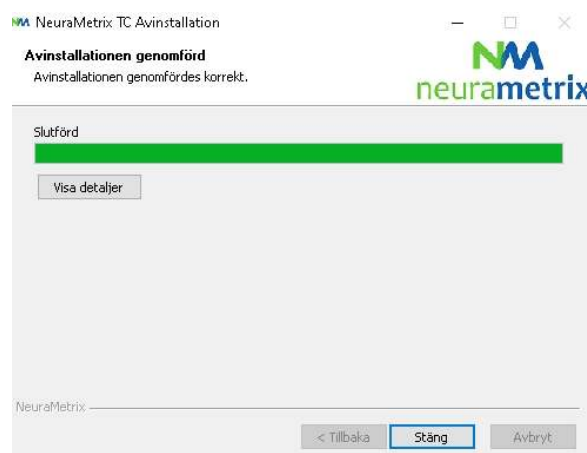 NM NeuraMetrix TC Avinstallation
Avinstallationen genomförd
Avinstallationen genomfördes korrekt.
NM
neurametrix
Slutförd
Visa detaljer
NeuraMetrix
< Tillbaka
Stäng
Avbryt